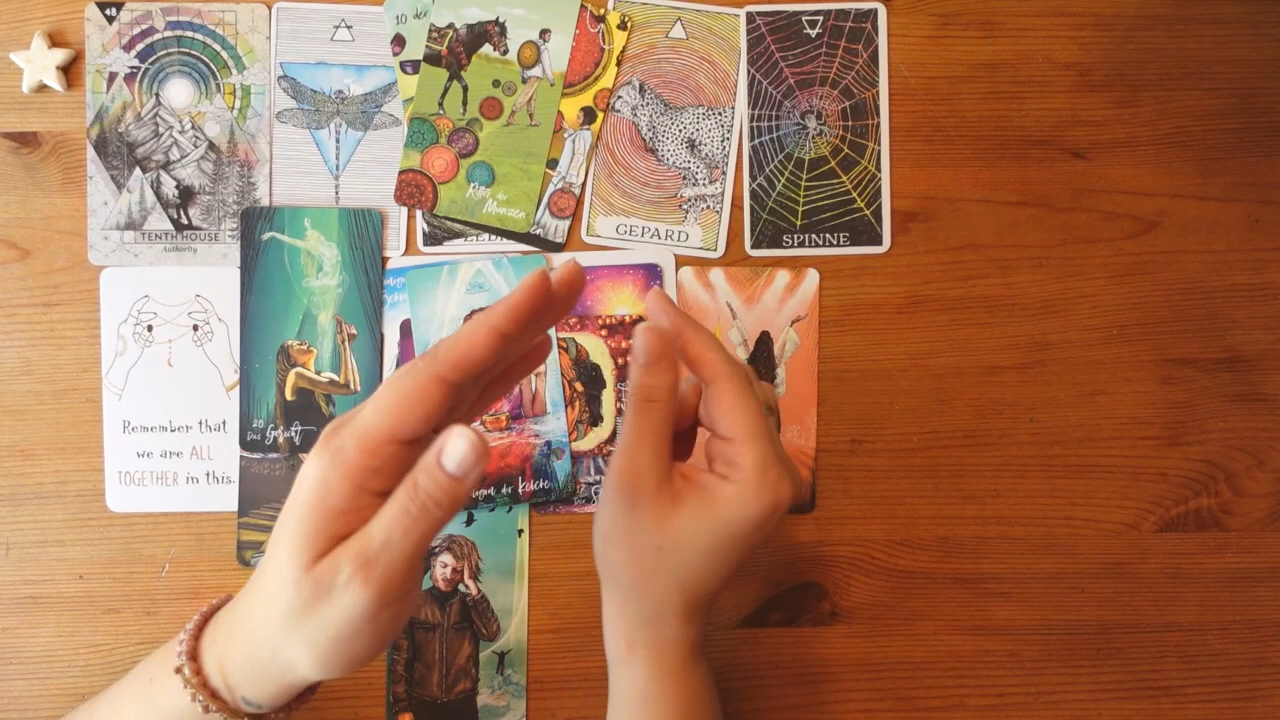 48
TENTH HOUSE
Authority
10 der
Ritter der
Münzen
GEPARD
SPINNE
Remember that
we are ALL
TOGETHER in this.
20
Das Gericht
der Kelche